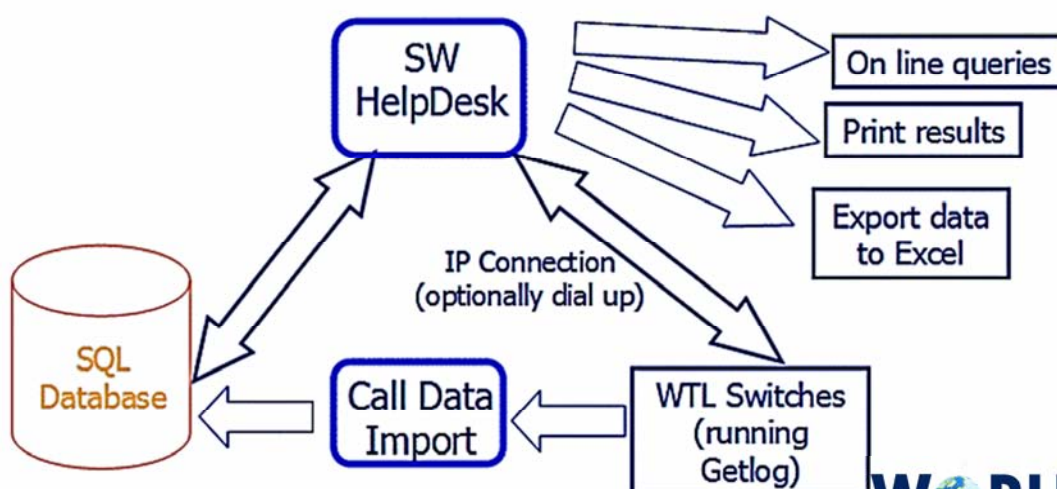 SW
HelpDesk
On line queries
Print results
Export data
to Excel
IP Connection
(optionally dial up)
SQL
Database
Call Data
Import
WTL Switches
(running
Getlog)